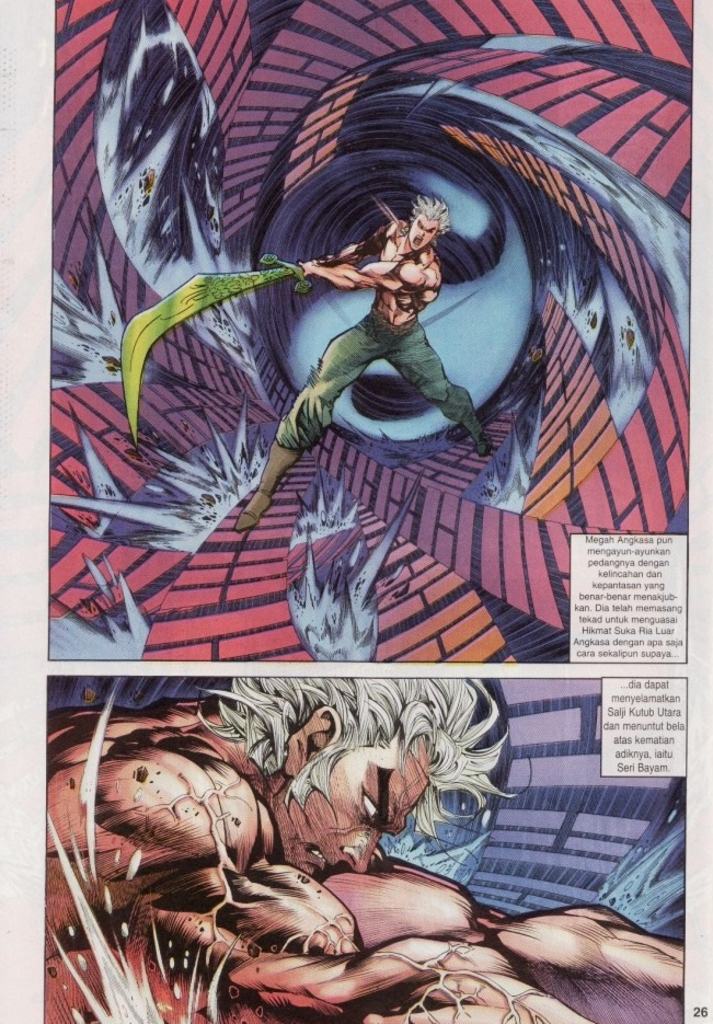 Megah Angkasa pun
mengayun-ayunkan
pedangnya dengan
kelincahan dan
kepantasan yang
benar-benar menakjub-
kan. Dia telah memasang
tekad untuk menguasai
Hikmat Suka Ria Luar
Angkasa dengan apa saja
cara sekalipun supaya...
...dia dapat
menyelamatkan
Salji Kutub Utara
dan menuntut bela
atas kematian
adiknya, iaitu
Seri Bayam.
26